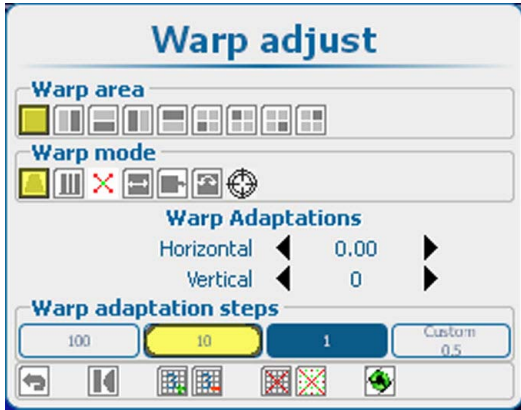 Warp adjust
Warp area
Warp mode
Warp Adaptations
Horizontal 0.00
Vertical 0
Warp adaptation steps
100 10 1 Custom
0.5